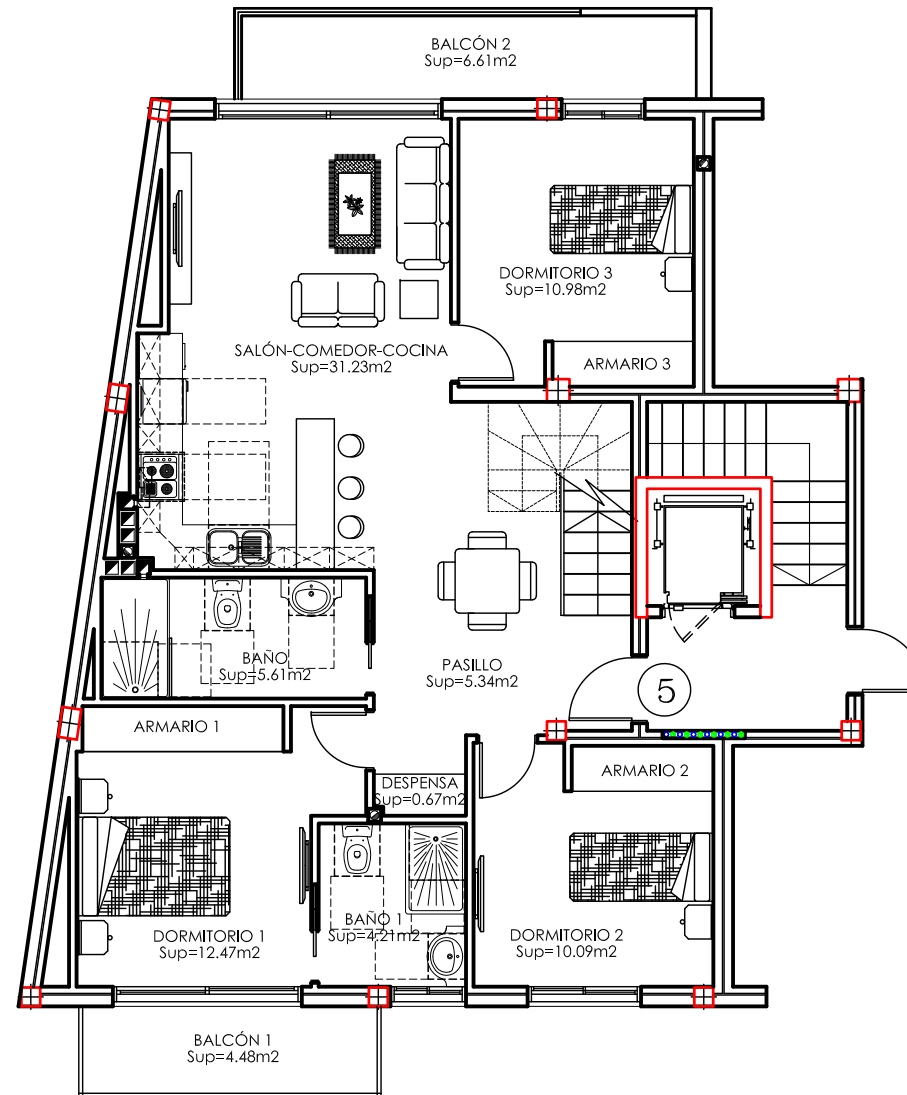 BALCÓN 2
Sup=6.61m2
DORMITORIO 3
Sup=10.98m2
SALÓN-COMEDOR-COCINA
Sup=31.23m2
ARMARIO 3
BAÑO
Sup=5.61m2
PASILLO
Sup=5.34m2
5
ARMARIO 1
ARMARIO 2
DESPENSA
Sup=0.67m2
BAÑO 1
Sup=4.21m2
DORMITORIO 1
Sup=12.47m2
DORMITORIO 2
Sup=10.09m2
BALCÓN 1
Sup=4.48m2